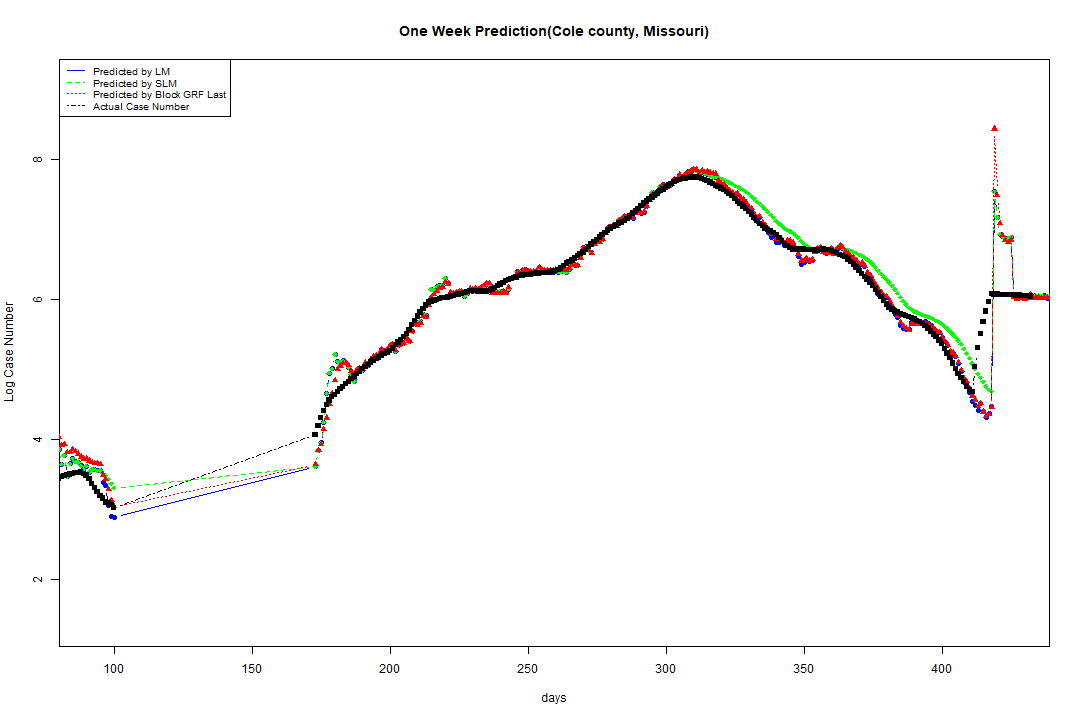 One Week Prediction(Cole county, Missouri)
Predicted by LM
Predicted by SLM
Predicted by Block GRF Last
Actual Case Number
8
6
4
2
Log Case Number
100 150 200 250 300 350 400
days